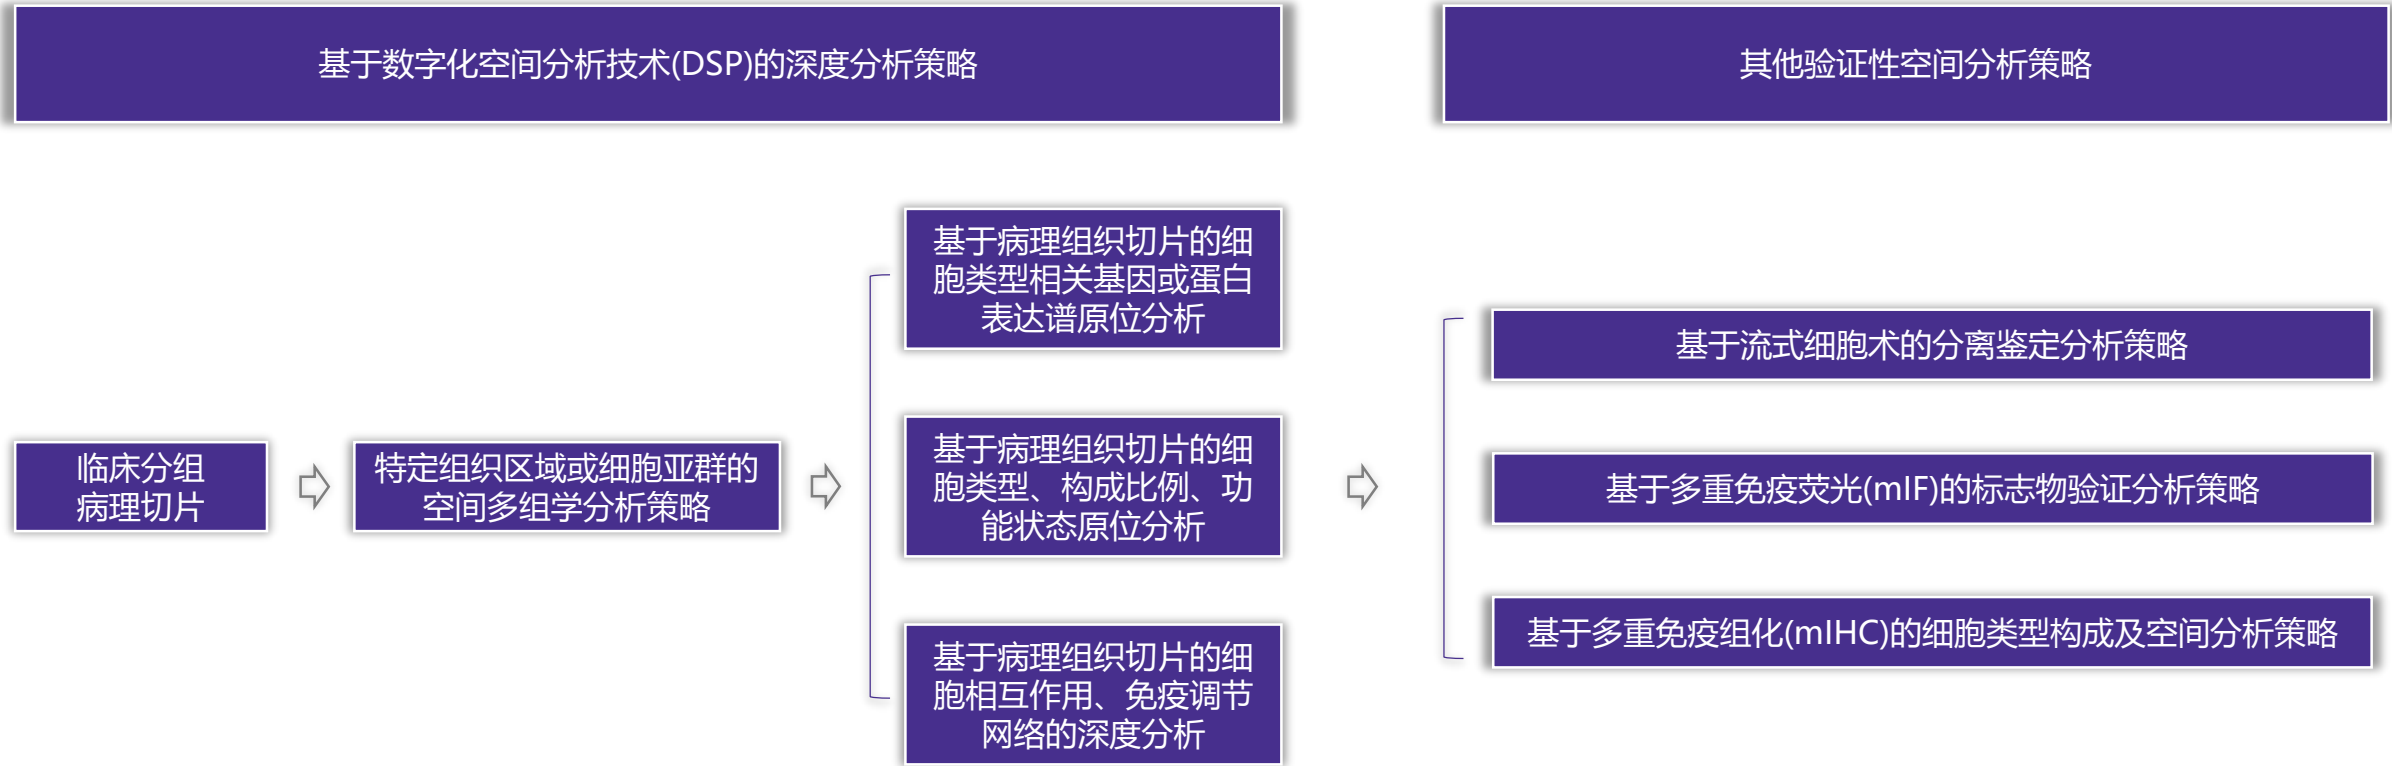 基于数字化空间分析技术(DSP)的深度分析策略
其他验证性空间分析策略
临床分组
病理切片
特定组织区域或细胞亚群的
空间多组学分析策略
基于病理组织切片的细
胞类型相关基因或蛋白
表达谱原位分析
基于病理组织切片的细
胞类型、构成比例、功
能状态原位分析
基于病理组织切片的细
胞相互作用、免疫调节
网络的深度分析
基于流式细胞术的分离鉴定分析策略
基于多重免疫荧光(mIF)的标志物验证分析策略
基于多重免疫组化(mIHC)的细胞类型构成及空间分析策略